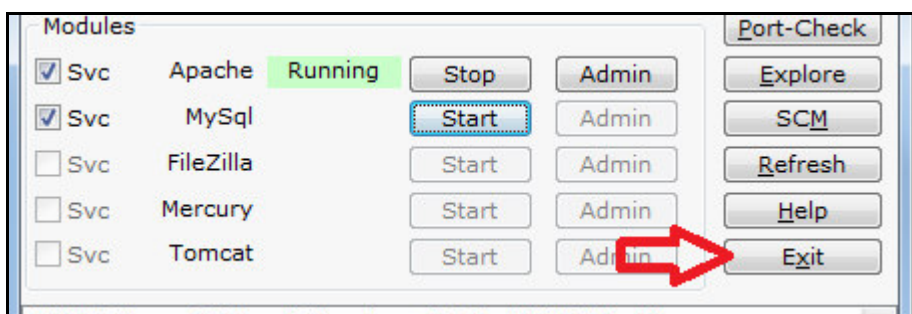 Modules Port-Check
Svc Apache Running Stop Admin Explore
Svc MySql Start Admin SCM
Svc FileZilla Start Admin Refresh
Svc Mercury Start Admin Help
Svc Tomcat Start Admin Exit